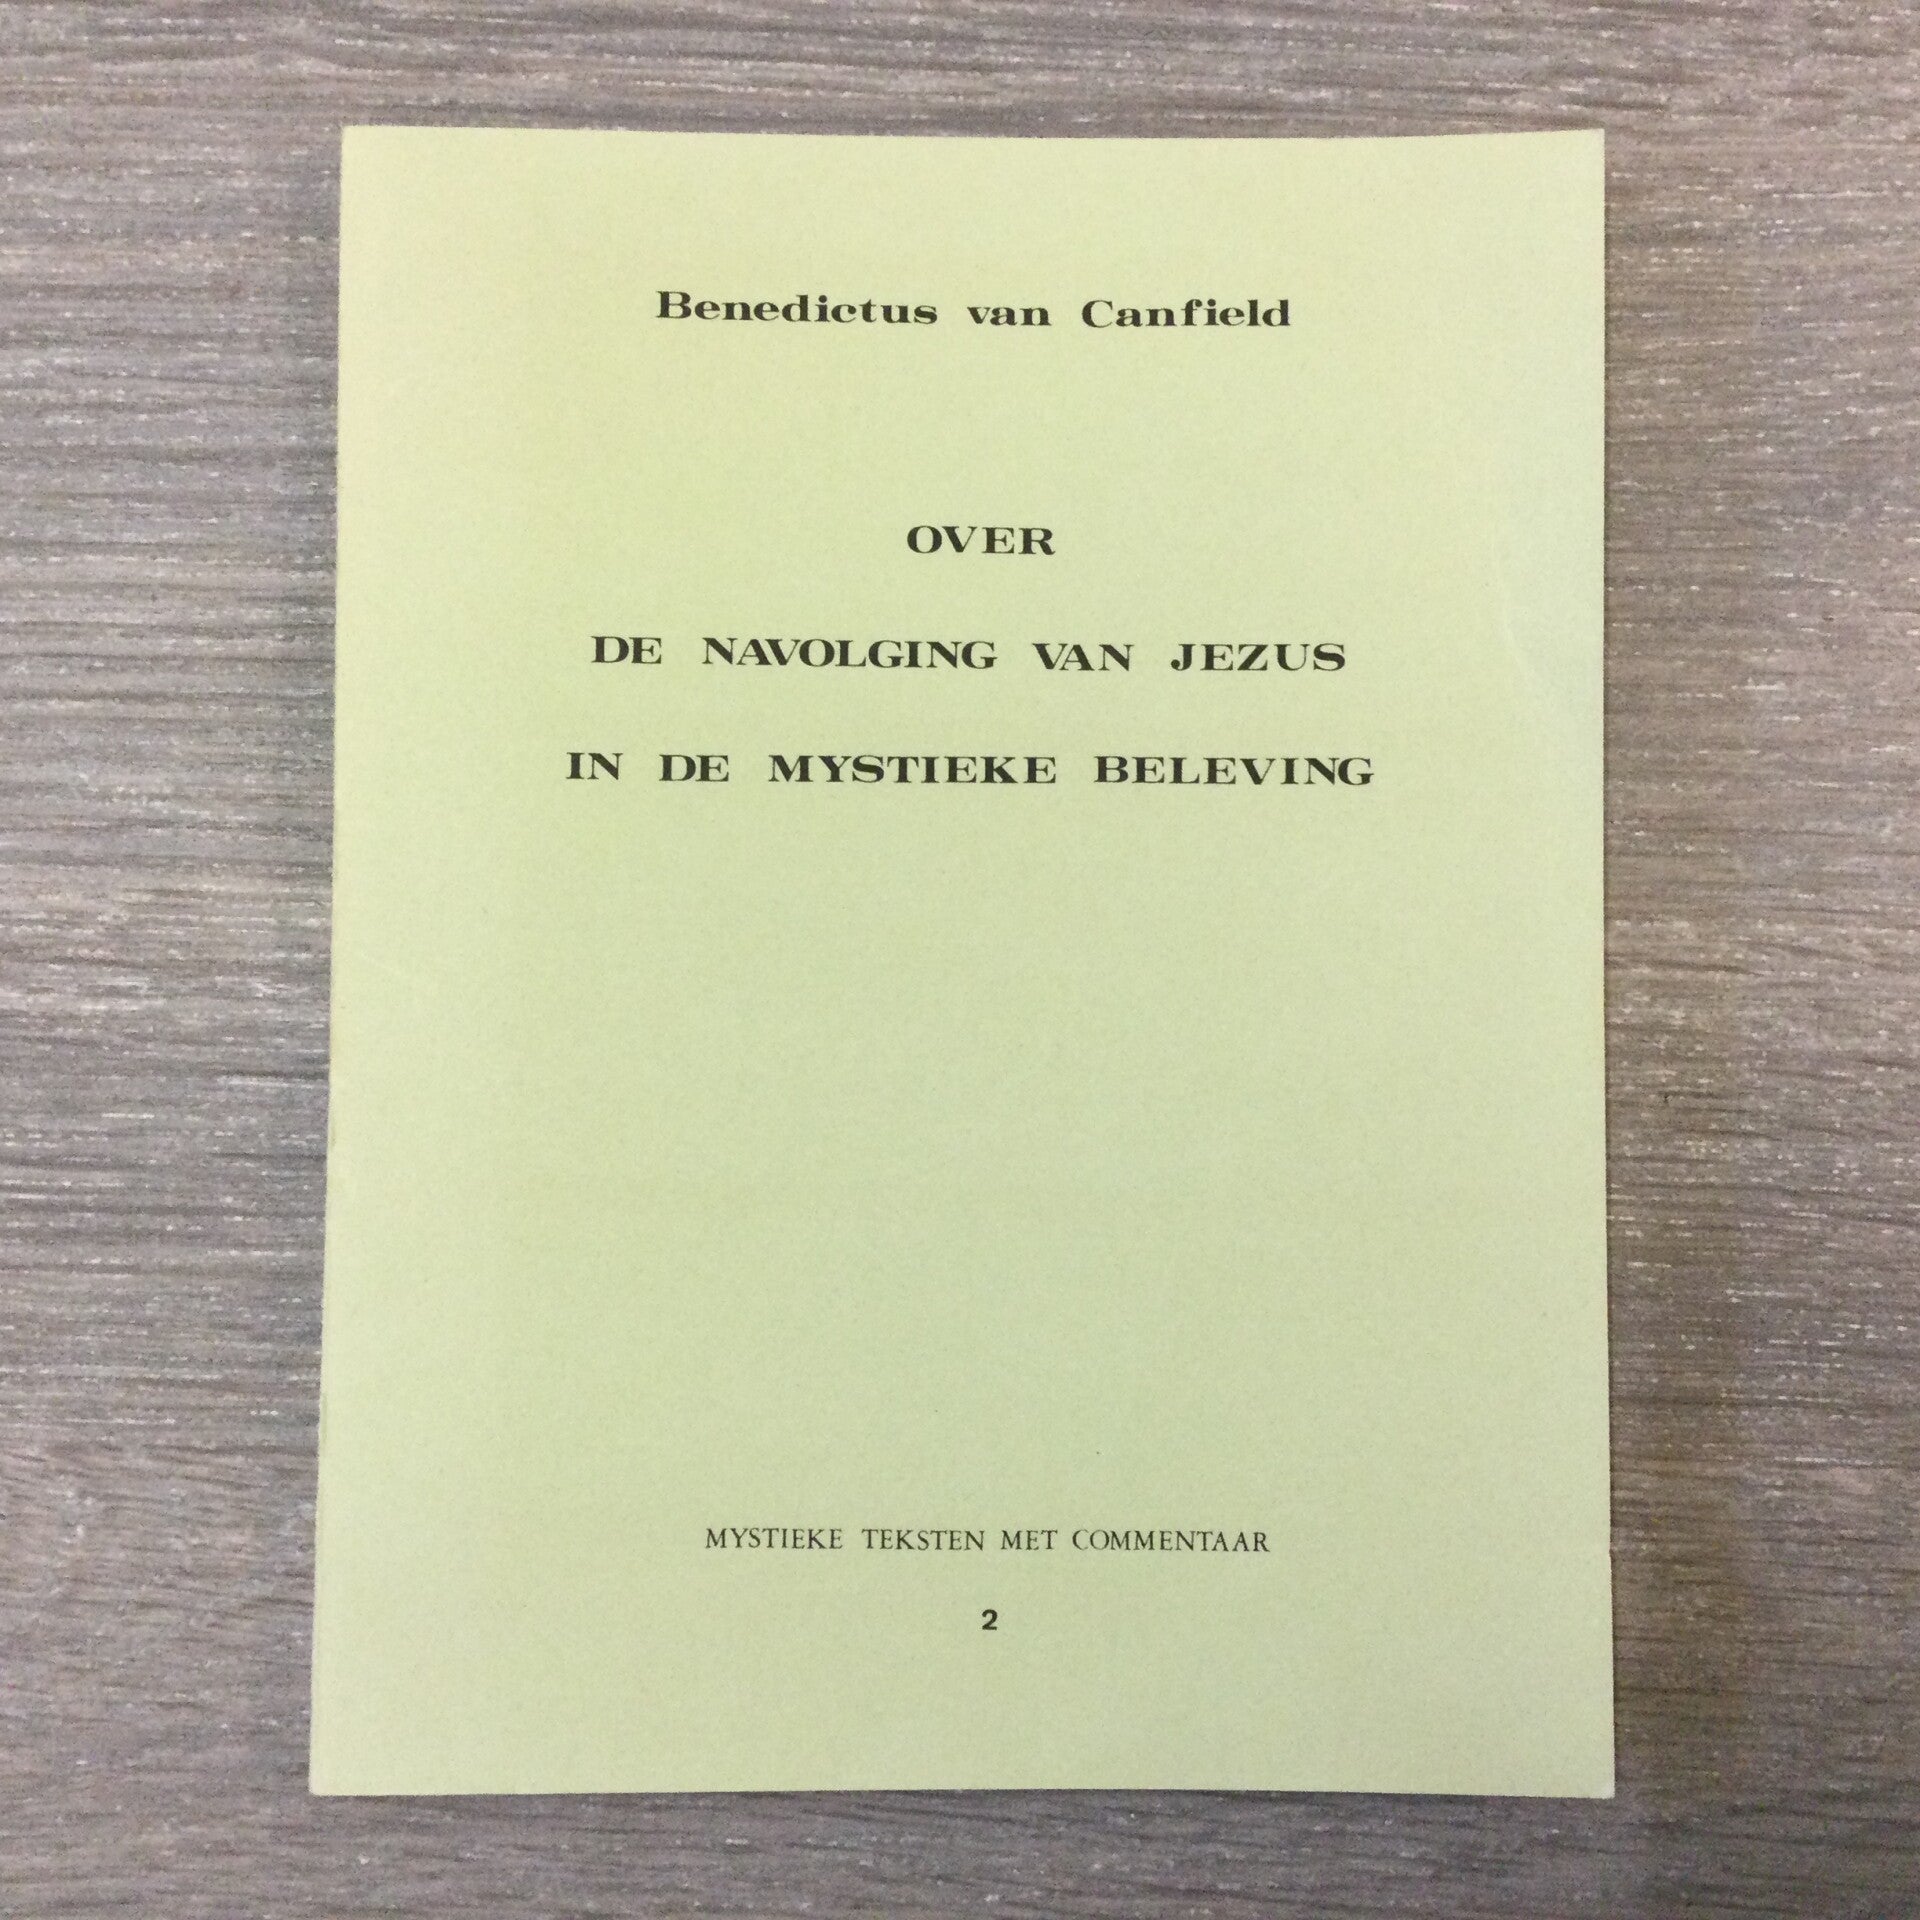 Benedictus van Canfield
OVER
DE NAVOLGING VAN JEZUS
IN DE MYSTIEKE BELEVING
MYSTIEKE TEKSTEN MET COMMENTAAR
2